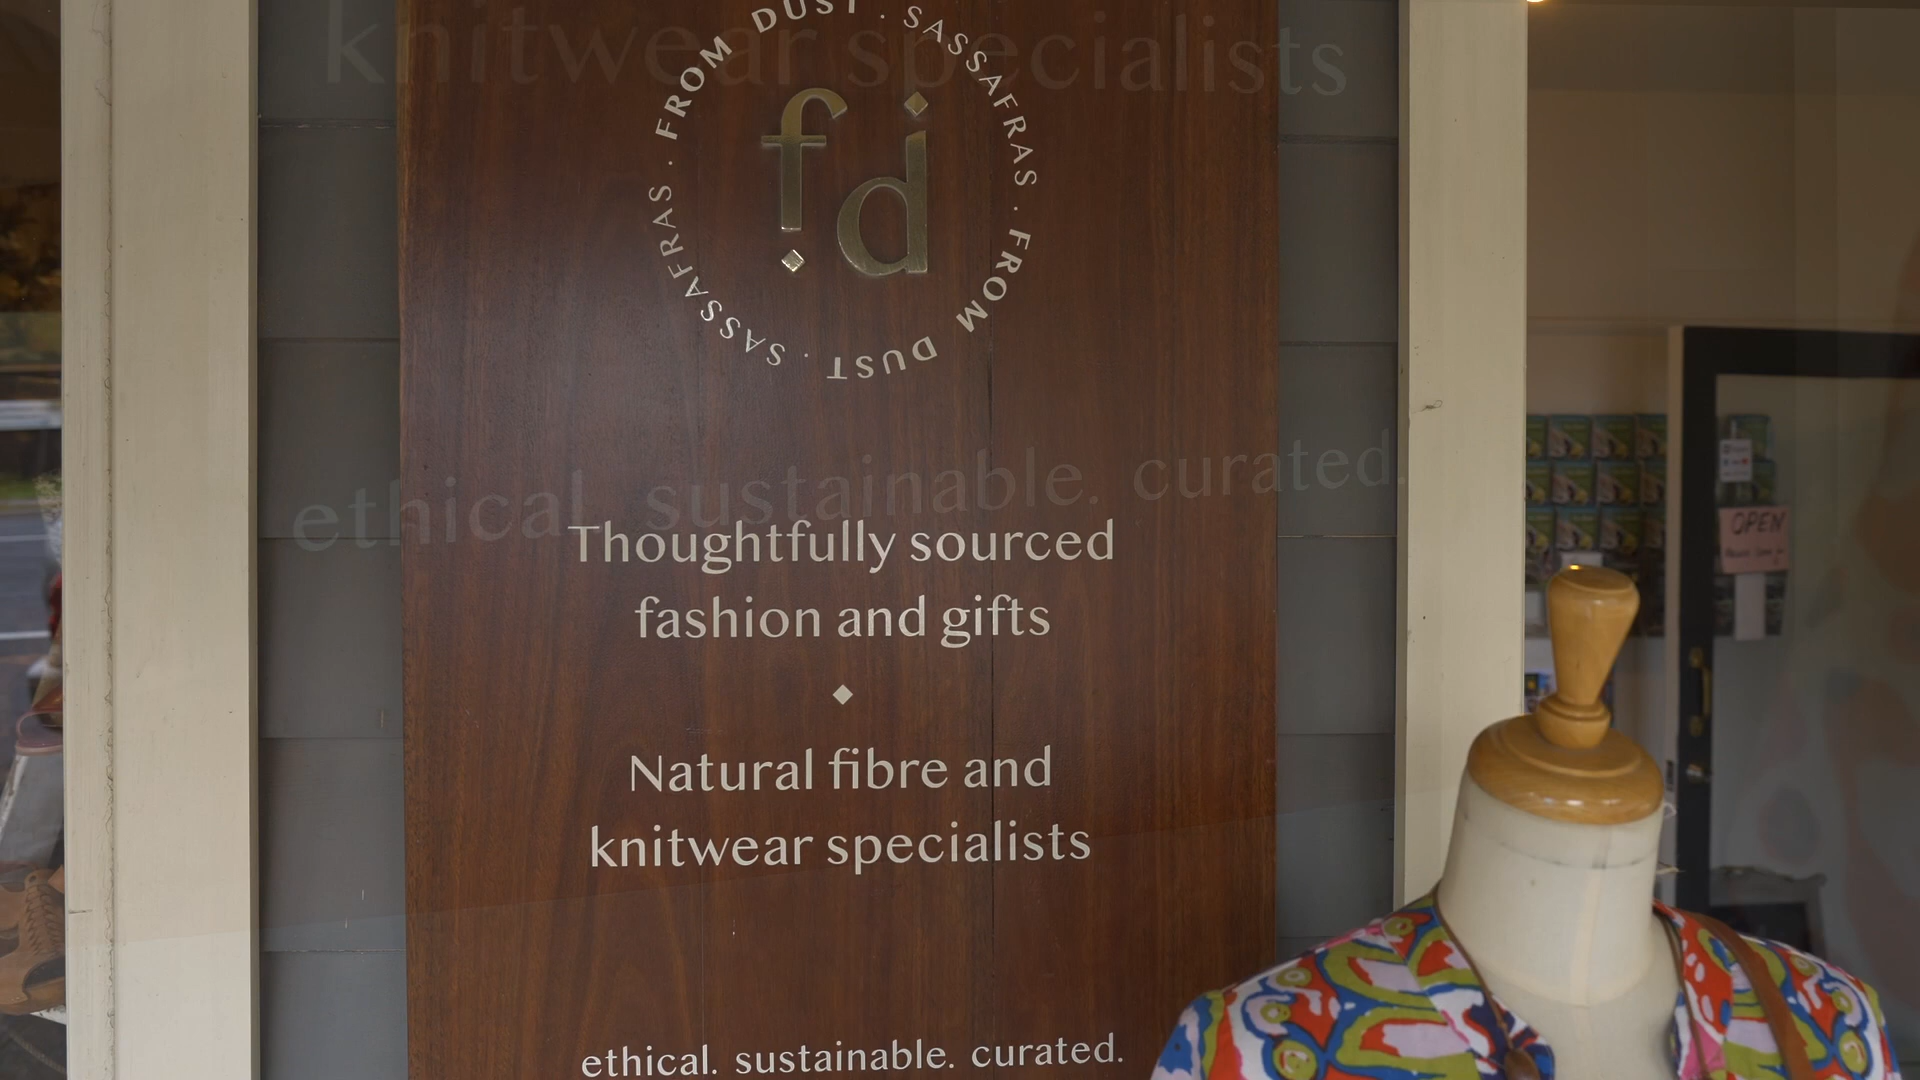 knitwear specialists
FROM DUST · SASSAFRAS · FROM DUST · SASSAFRAS ·
fd
ethical. sustainable. curated.
Thoughtfully sourced
fashion and gifts
Natural fibre and
knitwear specialists
ethical. sustainable. curated.
OPEN